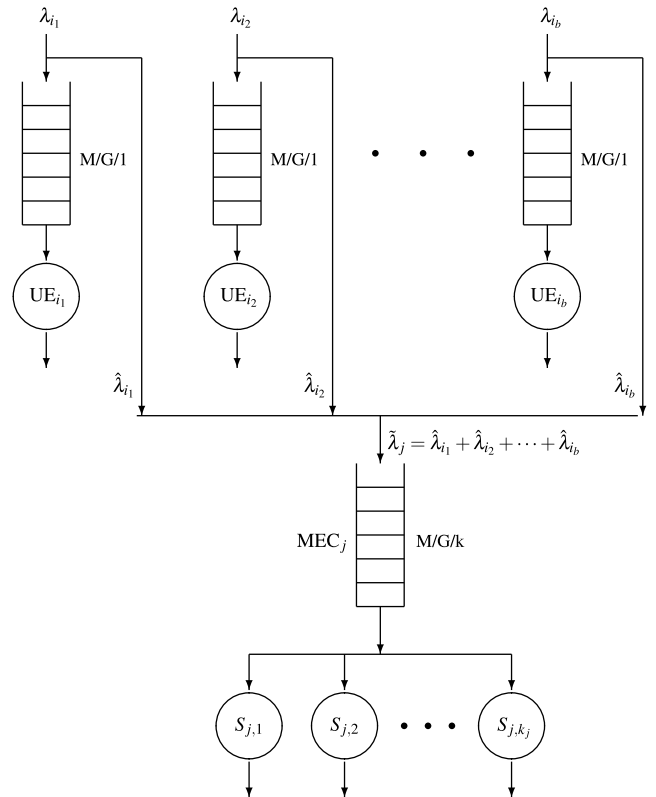 λ_{i_1} λ_{i_2} λ_{i_b}
M/G/1 M/G/1 M/G/1
UE_{i_1} UE_{i_2} UE_{i_b}
λ̂_{i_1} λ̂_{i_2} λ̂_{i_b}
λ̃_j = λ̂_{i_1} + λ̂_{i_2} + ⋯ + λ̂_{i_b}
MEC_j M/G/k
S_{j,1} S_{j,2} S_{j,k_j}